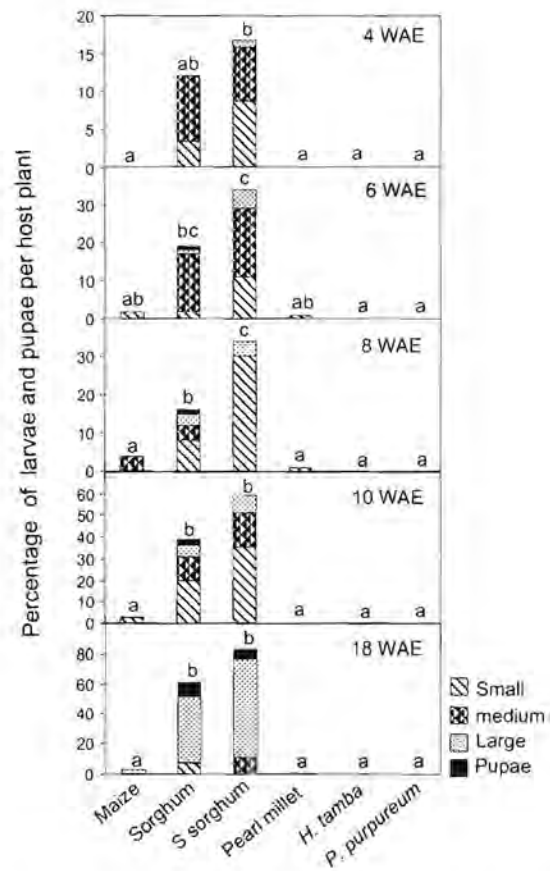 Percentage of larvae and pupae per host plant
20
15
10
5
0
4 WAE
a
ab
b
a
a
a
30
20
10
0
6 WAE
ab
bc
c
ab
a
a
30
20
10
0
8 WAE
a
b
c
a
a
a
60
50
40
30
20
10
0
10 WAE
a
b
b
a
a
a
80
60
40
20
0
18 WAE
a
b
b
a
a
a
Maize
Sorghum
S sorghum
Pearl millet
H. tamba
P. purpureum
Small
medium
Large
Pupae